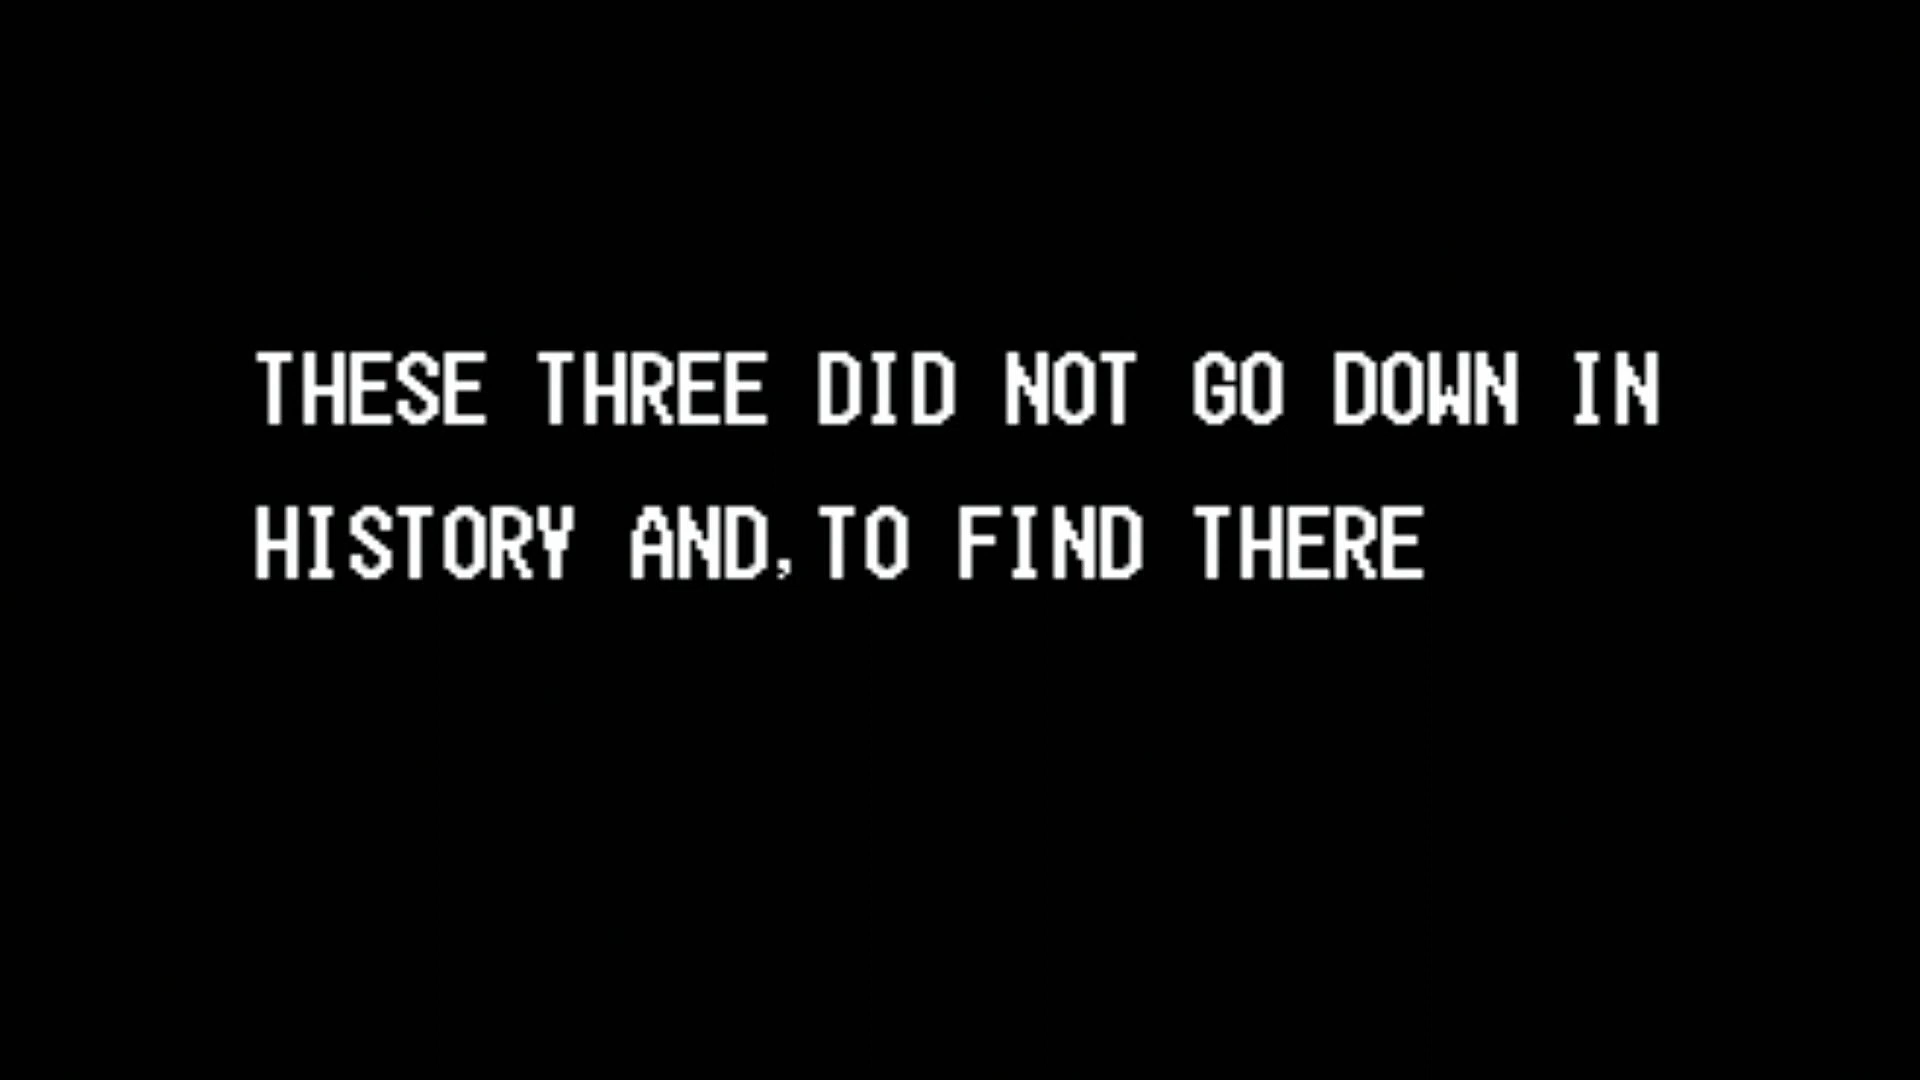 THESE THREE DID NOT GO DOWN IN
HISTORY AND,TO FIND THERE